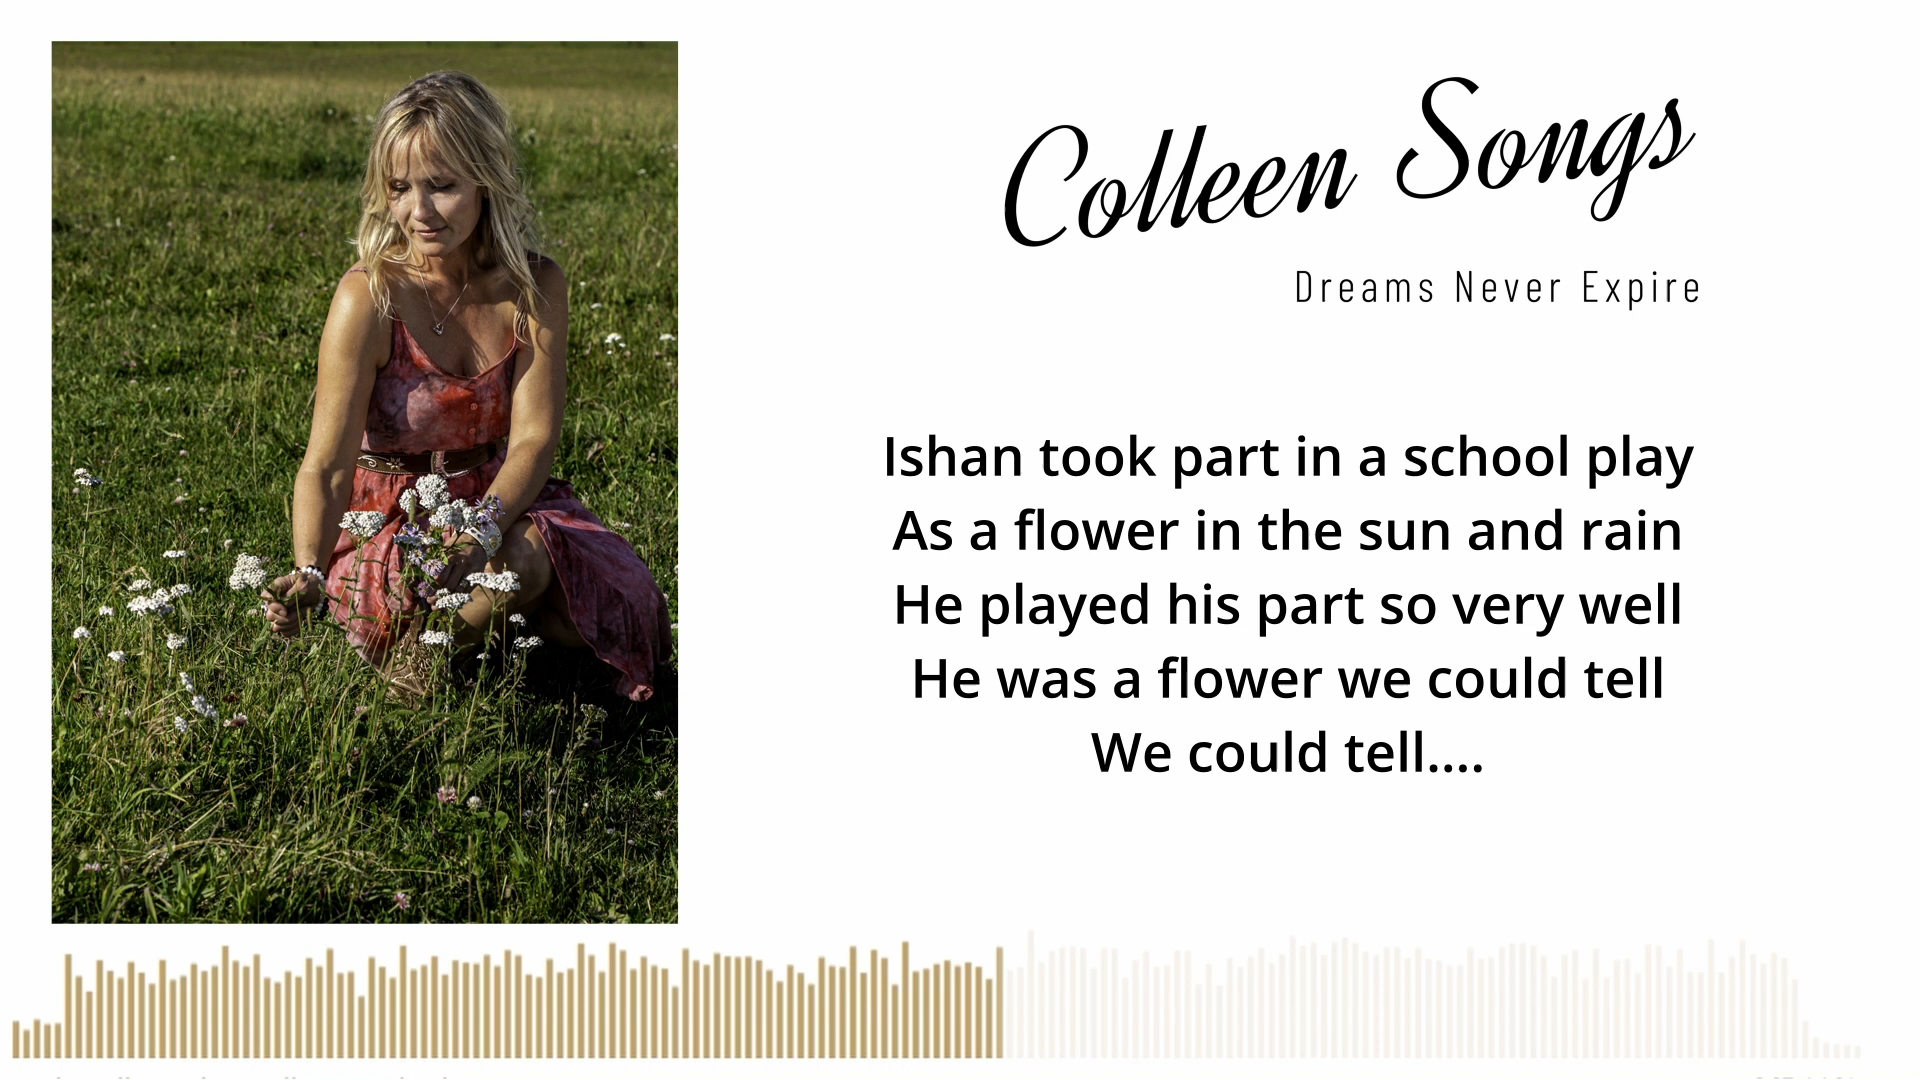 Colleen Songs
Dreams Never Expire
Ishan took part in a school play
As a flower in the sun and rain
He played his part so very well
He was a flower we could tell
We could tell....